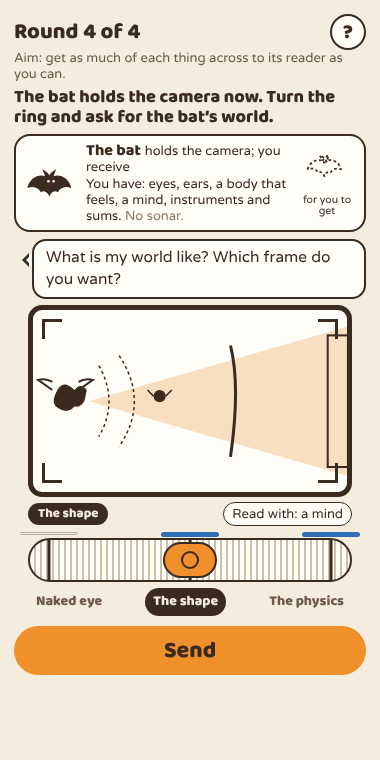 Round 4 of 4
?
Aim: get as much of each thing across to its reader as
you can.
The bat holds the camera now. Turn the
ring and ask for the bat's world.
The bat holds the camera; you
receive
You have: eyes, ears, a body that
feels, a mind, instruments and
sums. No sonar.
for you to
get
What is my world like? Which frame do
you want?
The shape
Read with: a mind
Naked eye
The shape
The physics
Send